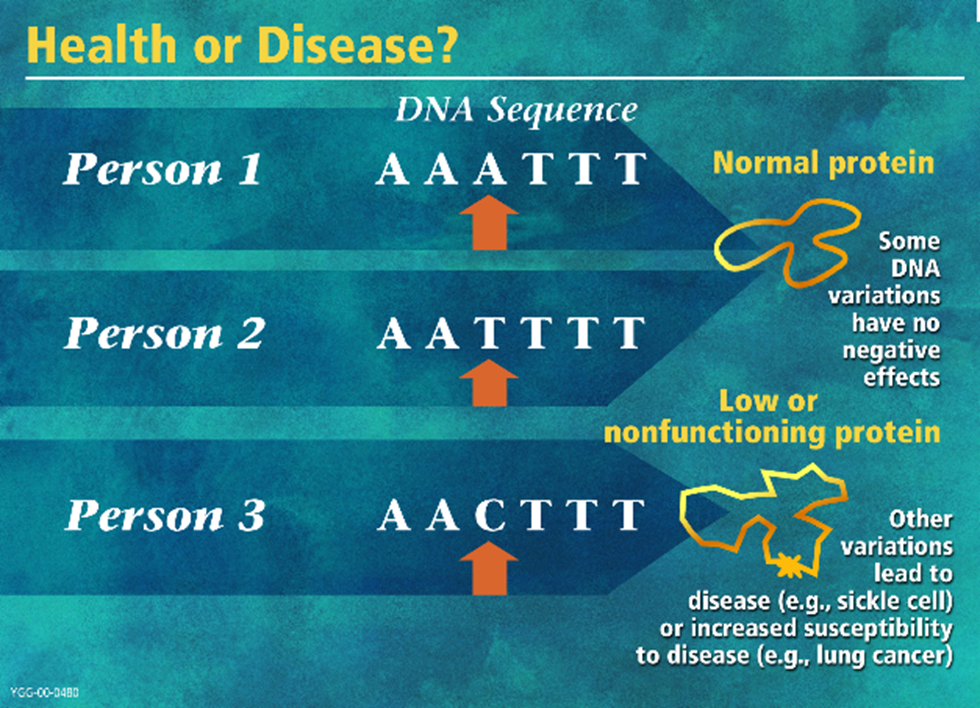 Health or Disease?
DNA Sequence
Person 1 A A A T T T
Normal protein
Some
DNA
variations
have no
negative
effects
Person 2 A A T T T T
Low or
nonfunctioning protein
Person 3 A A C T T T
Other
variations
lead to
disease (e.g., sickle cell)
or increased susceptibility
to disease (e.g., lung cancer)
YGG-00-0480